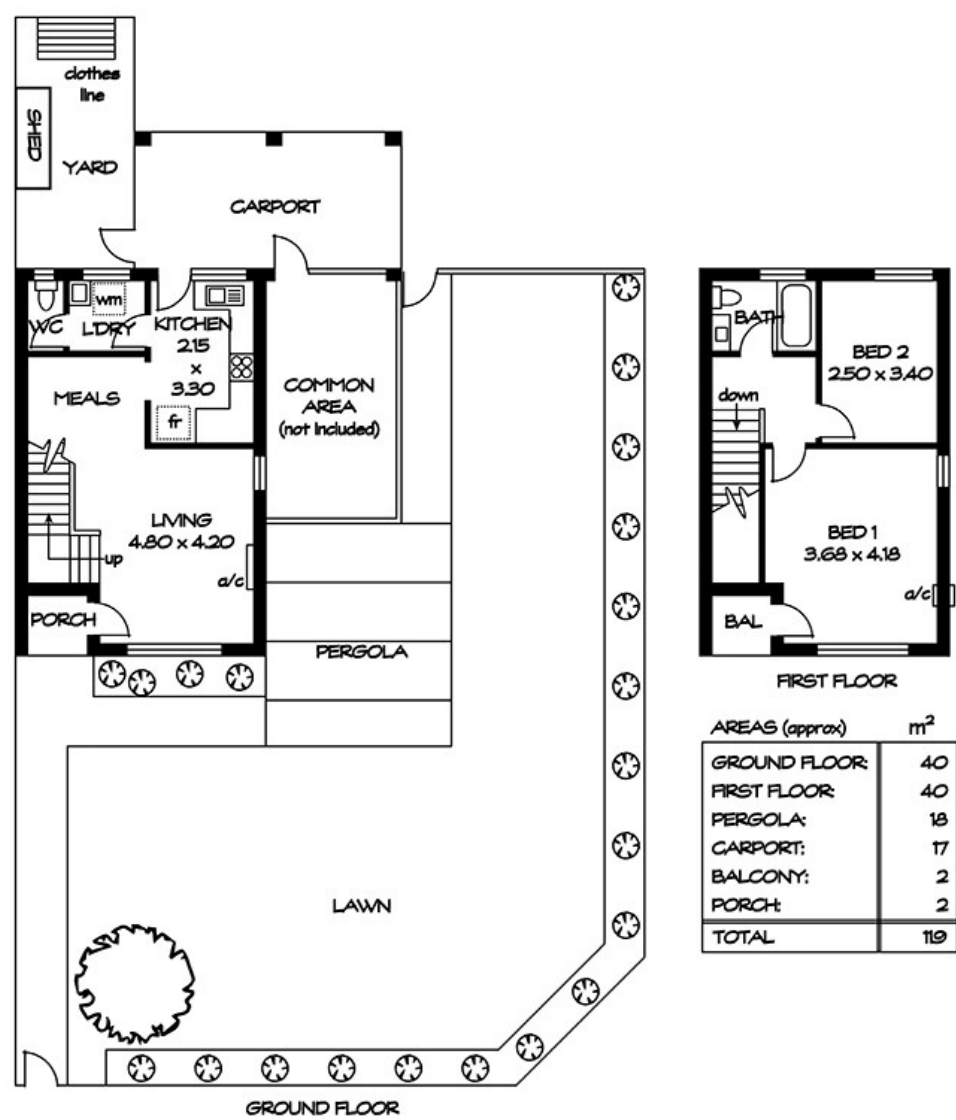 clothes
line
SHED
YARD
CARPORT
WC
L'DRY
wm
KITCHEN
2.15
x
3.30
fr
MEALS
COMMON
AREA
(not included)
LIVING
4.80 x 4.20
up
a/c
PORCH
PERGOLA
LAWN
GROUND FLOOR
BATH
BED 2
2.50 x 3.40
down
BED 1
3.68 x 4.18
a/c
BAL
FIRST FLOOR
AREAS (approx) m²
GROUND FLOOR: 40
FIRST FLOOR: 40
PERGOLA: 18
CARPORT: 17
BALCONY: 2
PORCH: 2
TOTAL 119